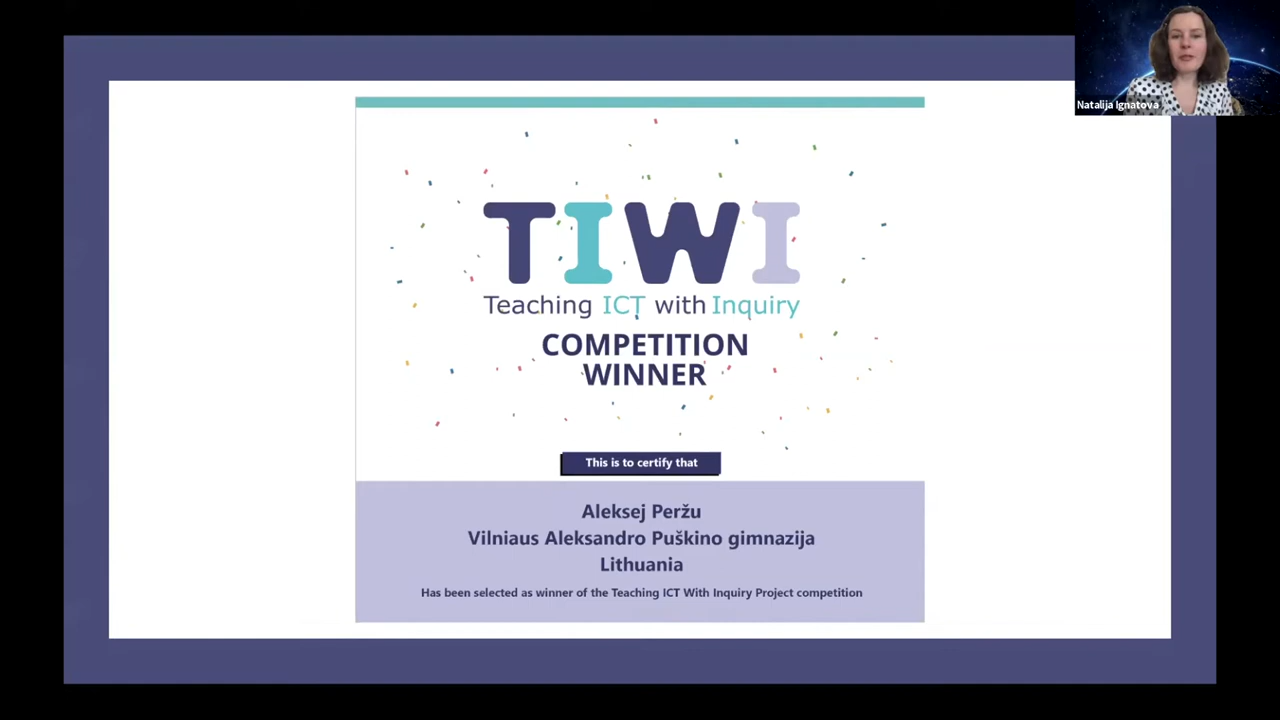 Natalija Ignatova
TIWI
Teaching ICT with Inquiry
COMPETITION
WINNER
This is to certify that
Aleksej Peržu
Vilniaus Aleksandro Puškino gimnazija
Lithuania
Has been selected as winner of the Teaching ICT With Inquiry Project competition